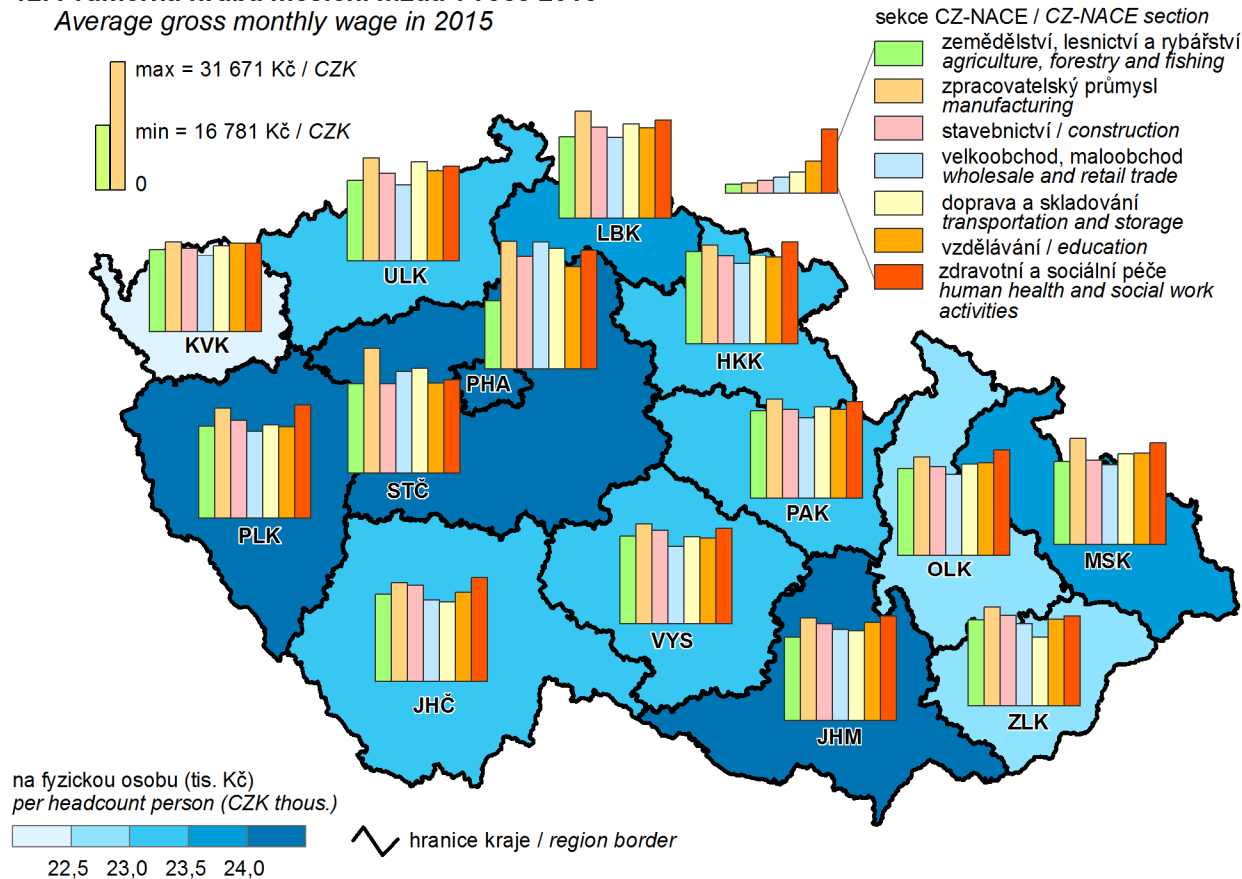 Average gross monthly wage in 2015
max = 31 671 Kč / CZK
min = 16 781 Kč / CZK
0
sekce CZ-NACE / CZ-NACE section
zemědělství, lesnictví a rybářství
agriculture, forestry and fishing
zpracovatelský průmysl
manufacturing
stavebnictví / construction
velkoobchod, maloobchod
wholesale and retail trade
doprava a skladování
transportation and storage
vzdělávání / education
zdravotní a sociální péče
human health and social work
activities
LBK
ULK
KVK
HKK
PHA
STČ
PAK
PLK
OLK
MSK
VYS
JHČ
ZLK
JHM
na fyzickou osobu (tis. Kč)
per headcount person (CZK thous.)
22,5 23,0 23,5 24,0
hranice kraje / region border